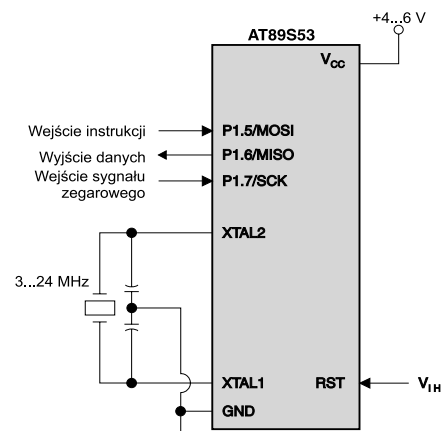 +4...6 V
AT89S53
VCC
Wejście instrukcji
P1.5/MOSI
Wyjście danych
P1.6/MISO
Wejście sygnału
zegarowego
P1.7/SCK
XTAL2
3...24 MHz
XTAL1
RST
VIH
GND